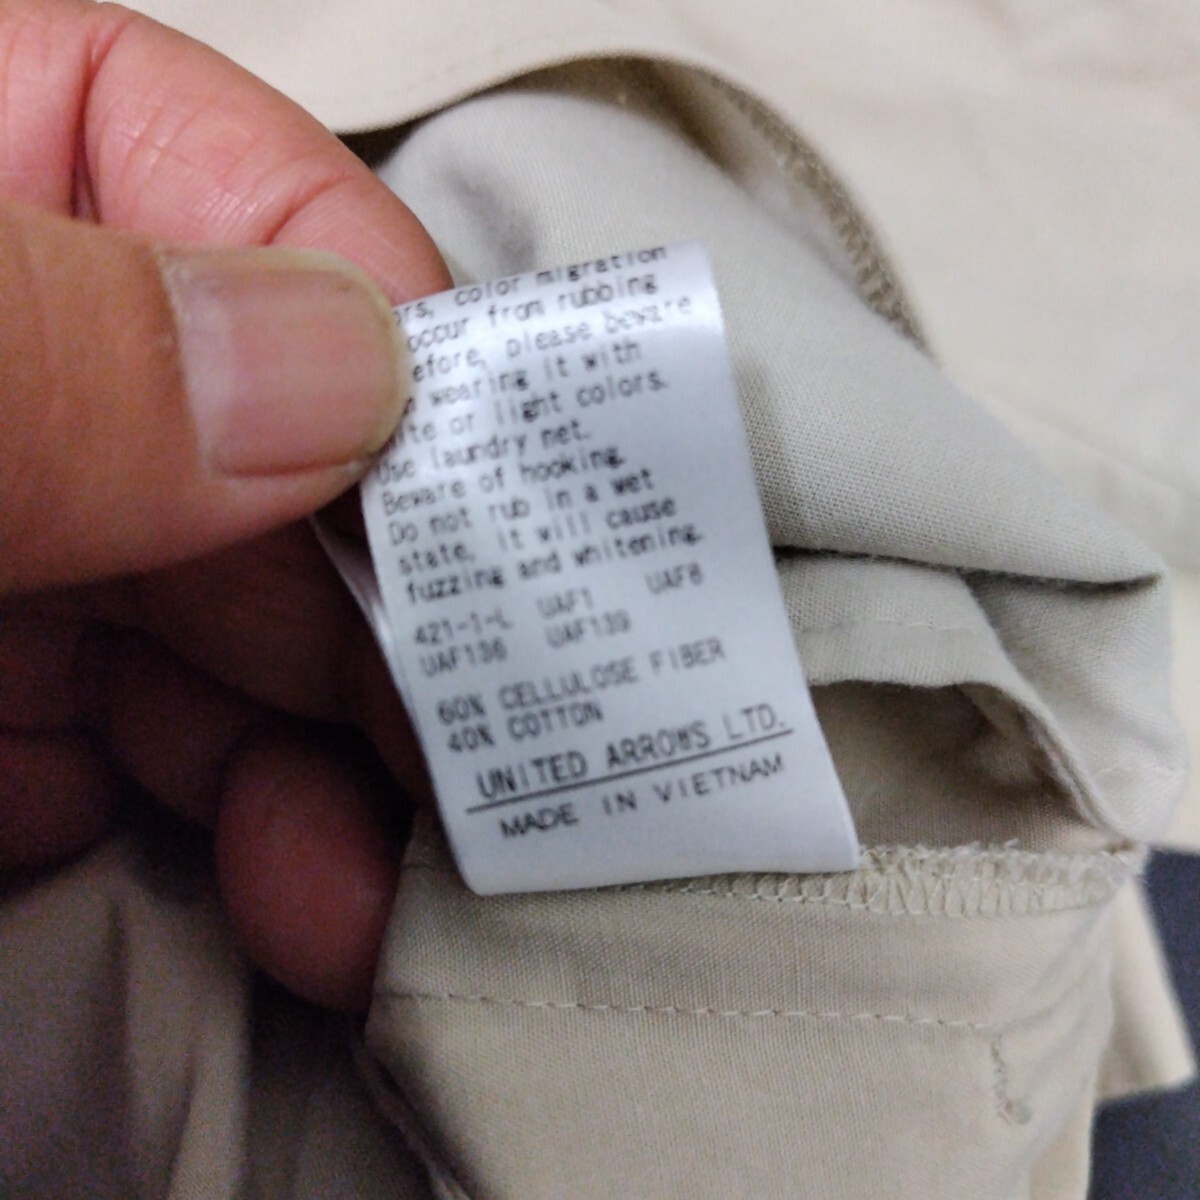 color migration
occur from rubbing
please beware
wearing it with
or light colors.
Use laundry net.
Beware of hooking.
Do not rub in a wet
state, it will cause
fuzzing and whitening.
421-1-L UAF1 UAF8
UAF136 UAF139
60% CELLULOSE FIBER
40% COTTON
UNITED ARROWS LTD.
MADE IN VIETNAM